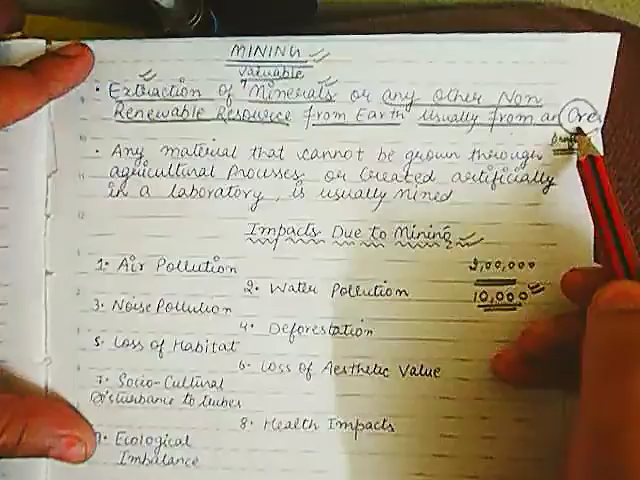 MINING
Valuable
• Extraction of Minerals or any other Non
Renewable Resource from Earth usually from an Ore
• Any material that cannot be grown through
agricultural processes or created artificially
in a laboratory, is usually mined
Impacts Due to Mining
1. Air Pollution
2,00,000
2. Water Pollution
10,000
3. Noise Pollution
4. Deforestation
5. Loss of Habitat
6. Loss of Aesthetic Value
7. Socio-Cultural
Disturbance to tribes
8. Health Impacts
9. Ecological
Imbalance